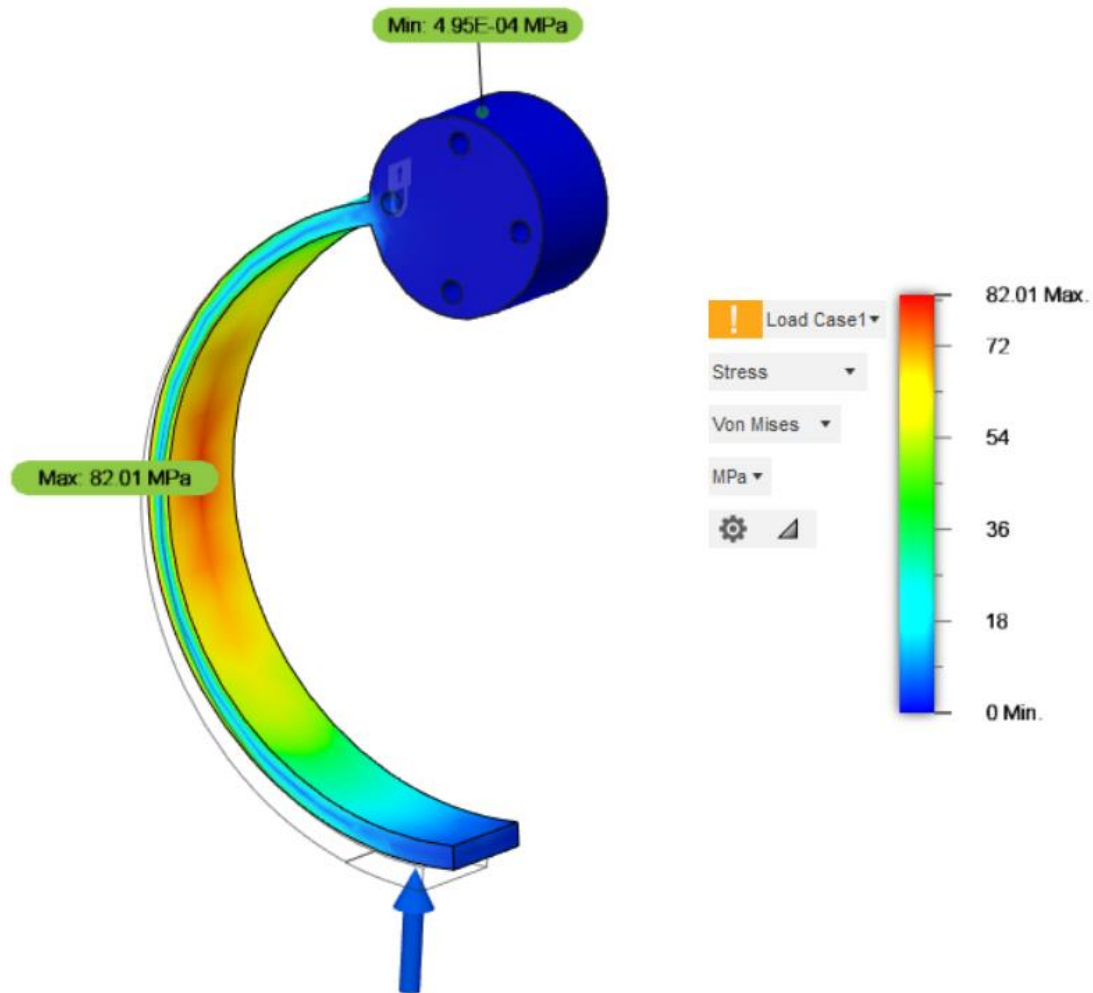 Min: 4.95E-04 MPa
Max: 82.01 MPa
! Load Case1
Stress
Von Mises
MPa
82.01 Max.
72
54
36
18
0 Min.